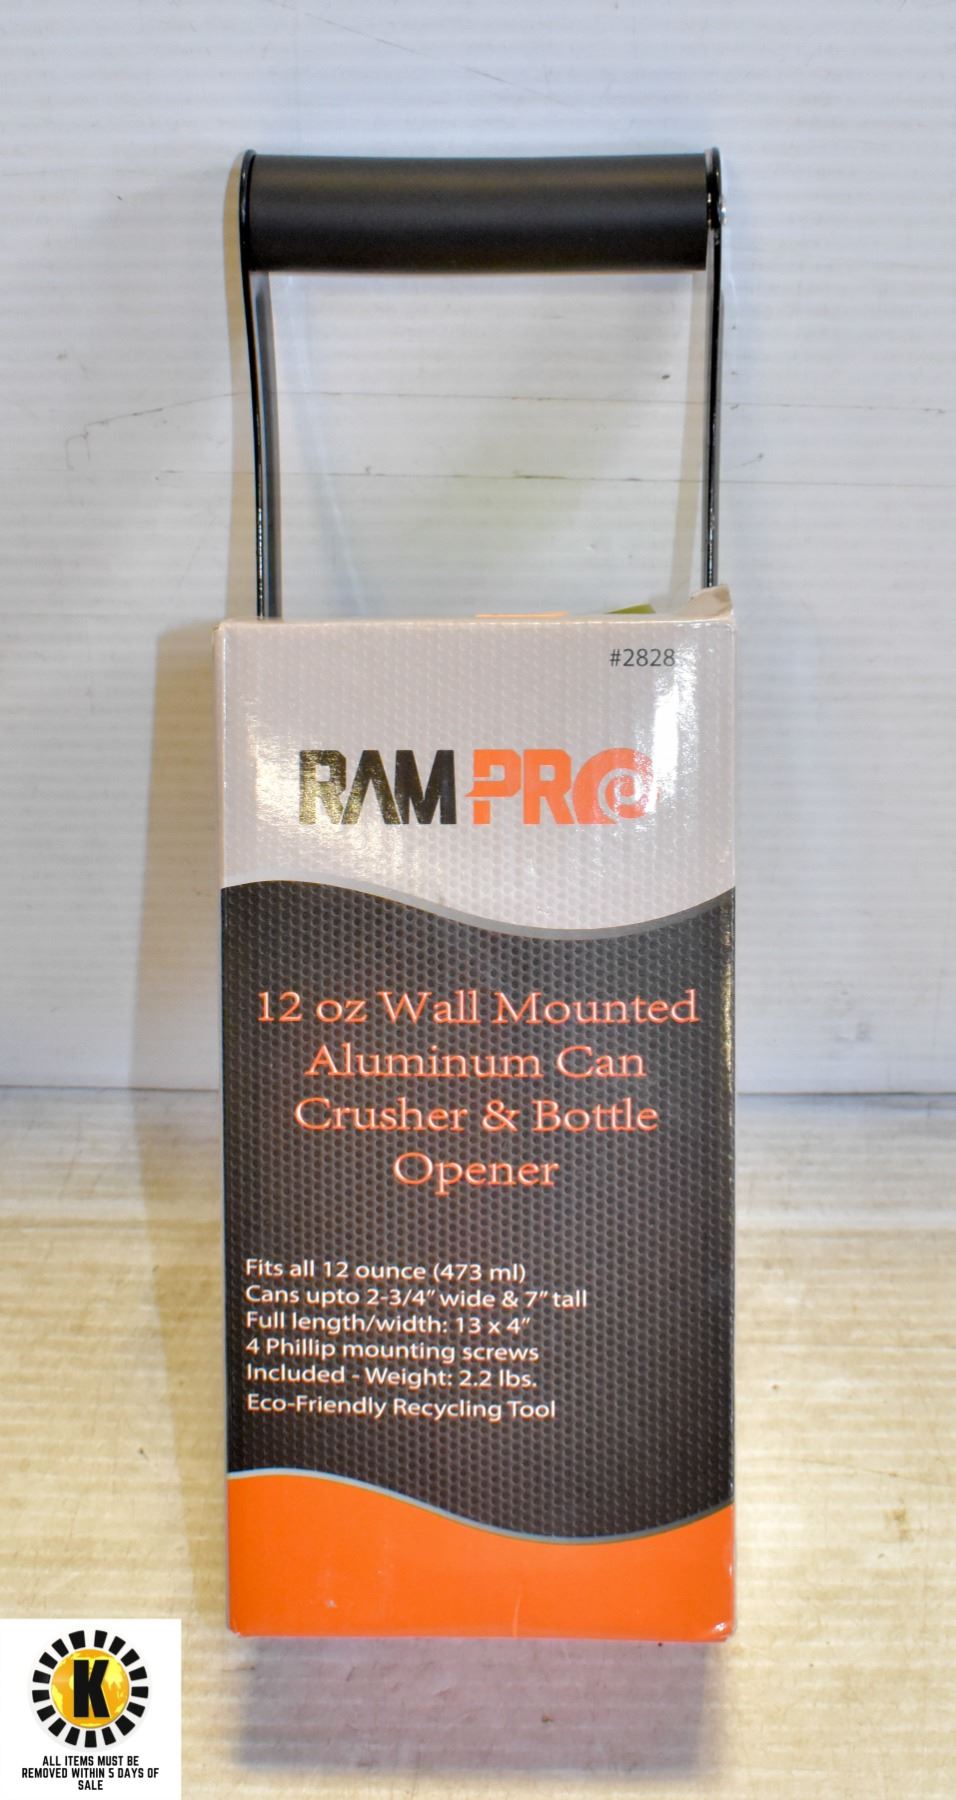 #2828
RAM PRO
12 oz Wall Mounted
Aluminum Can
Crusher & Bottle
Opener
Fits all 12 ounce (473 ml)
Cans upto 2-3/4” wide & 7” tall
Full length/width: 13 x 4”
4 Phillip mounting screws
Included - Weight: 2.2 lbs.
Eco-Friendly Recycling Tool
K
ALL ITEMS MUST BE
REMOVED WITHIN 5 DAYS OF
SALE